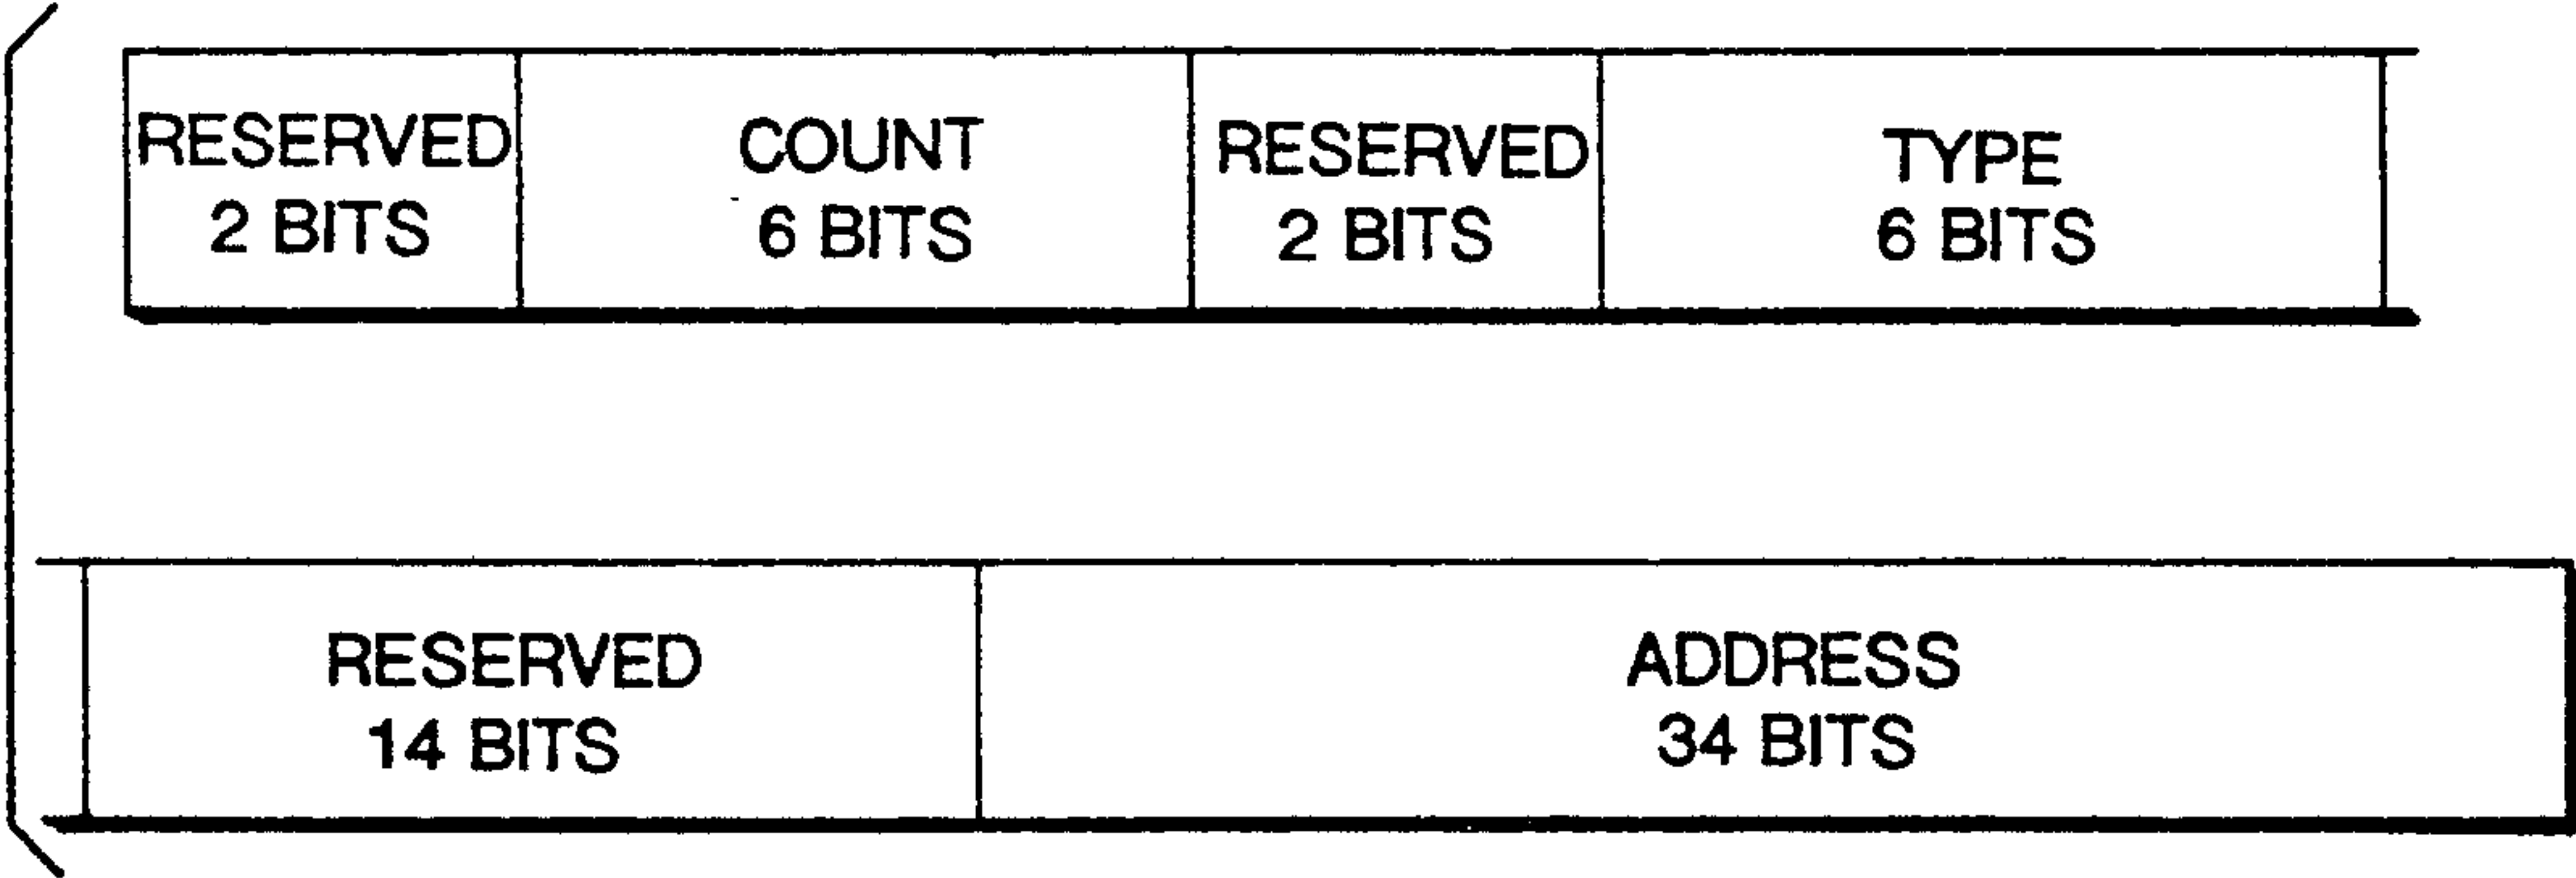 RESERVED
2 BITS
COUNT
6 BITS
RESERVED
2 BITS
TYPE
6 BITS
RESERVED
14 BITS
ADDRESS
34 BITS